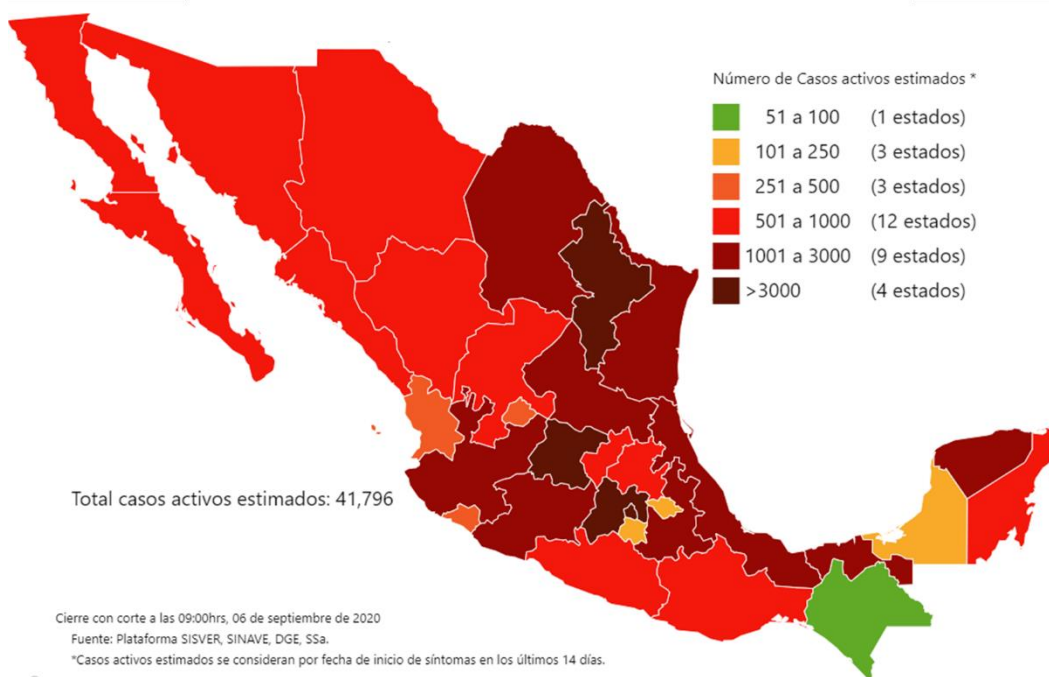 Número de Casos activos estimados *
51 a 100 (1 estados)
101 a 250 (3 estados)
251 a 500 (3 estados)
501 a 1000 (12 estados)
1001 a 3000 (9 estados)
>3000 (4 estados)
Total casos activos estimados: 41,796
Cierre con corte a las 09:00hrs, 06 de septiembre de 2020
Fuente: Plataforma SISVER, SINAVE, DGE, SSa.
*Casos activos estimados se consideran por fecha de inicio de síntomas en los últimos 14 días.